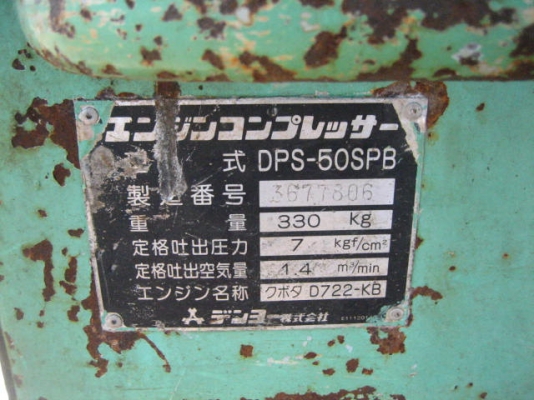 エンジンコンプレッサー
式 DPS-50SPB
製造番号 3677806
重量 330 Kg
定格吐出圧力 7 kgf/cm²
定格吐出空気量 1.4 m³/min
エンジン名称 クボタ D722-KB
デンヨー株式会社